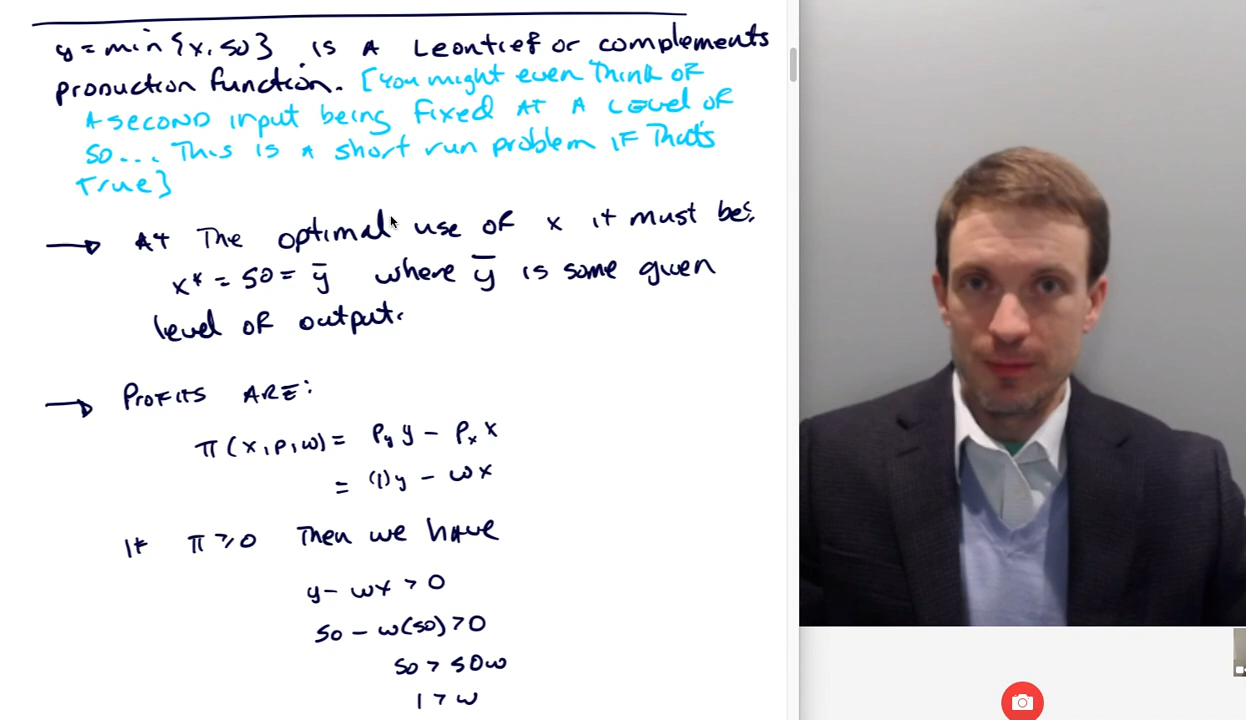 y = min{x, 50} is a Leontief or complements
production function. [You might even think of
a second input being fixed at a level of
50... This is a short run problem if that's
true]
→ At the optimal use of x it must be:
x* = 50 = ȳ where ȳ is some given
level of output.
→ Profits are:
π(x, p, w) = P_y y − P_x x
= (1)y − wx
If π ≥ 0 then we have
y − wx > 0
50 − w(50) > 0
50 > 50w
1 > w